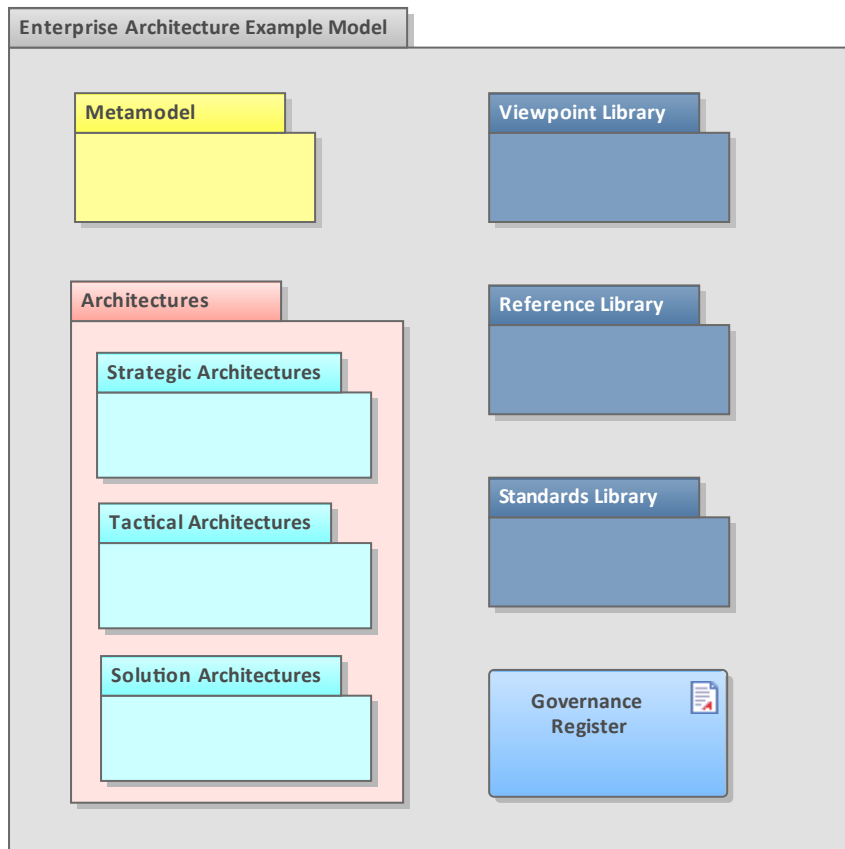 Enterprise Architecture Example Model
Metamodel
Viewpoint Library
Architectures
Reference Library
Strategic Architectures
Standards Library
Tactical Architectures
Solution Architectures
Governance
Register